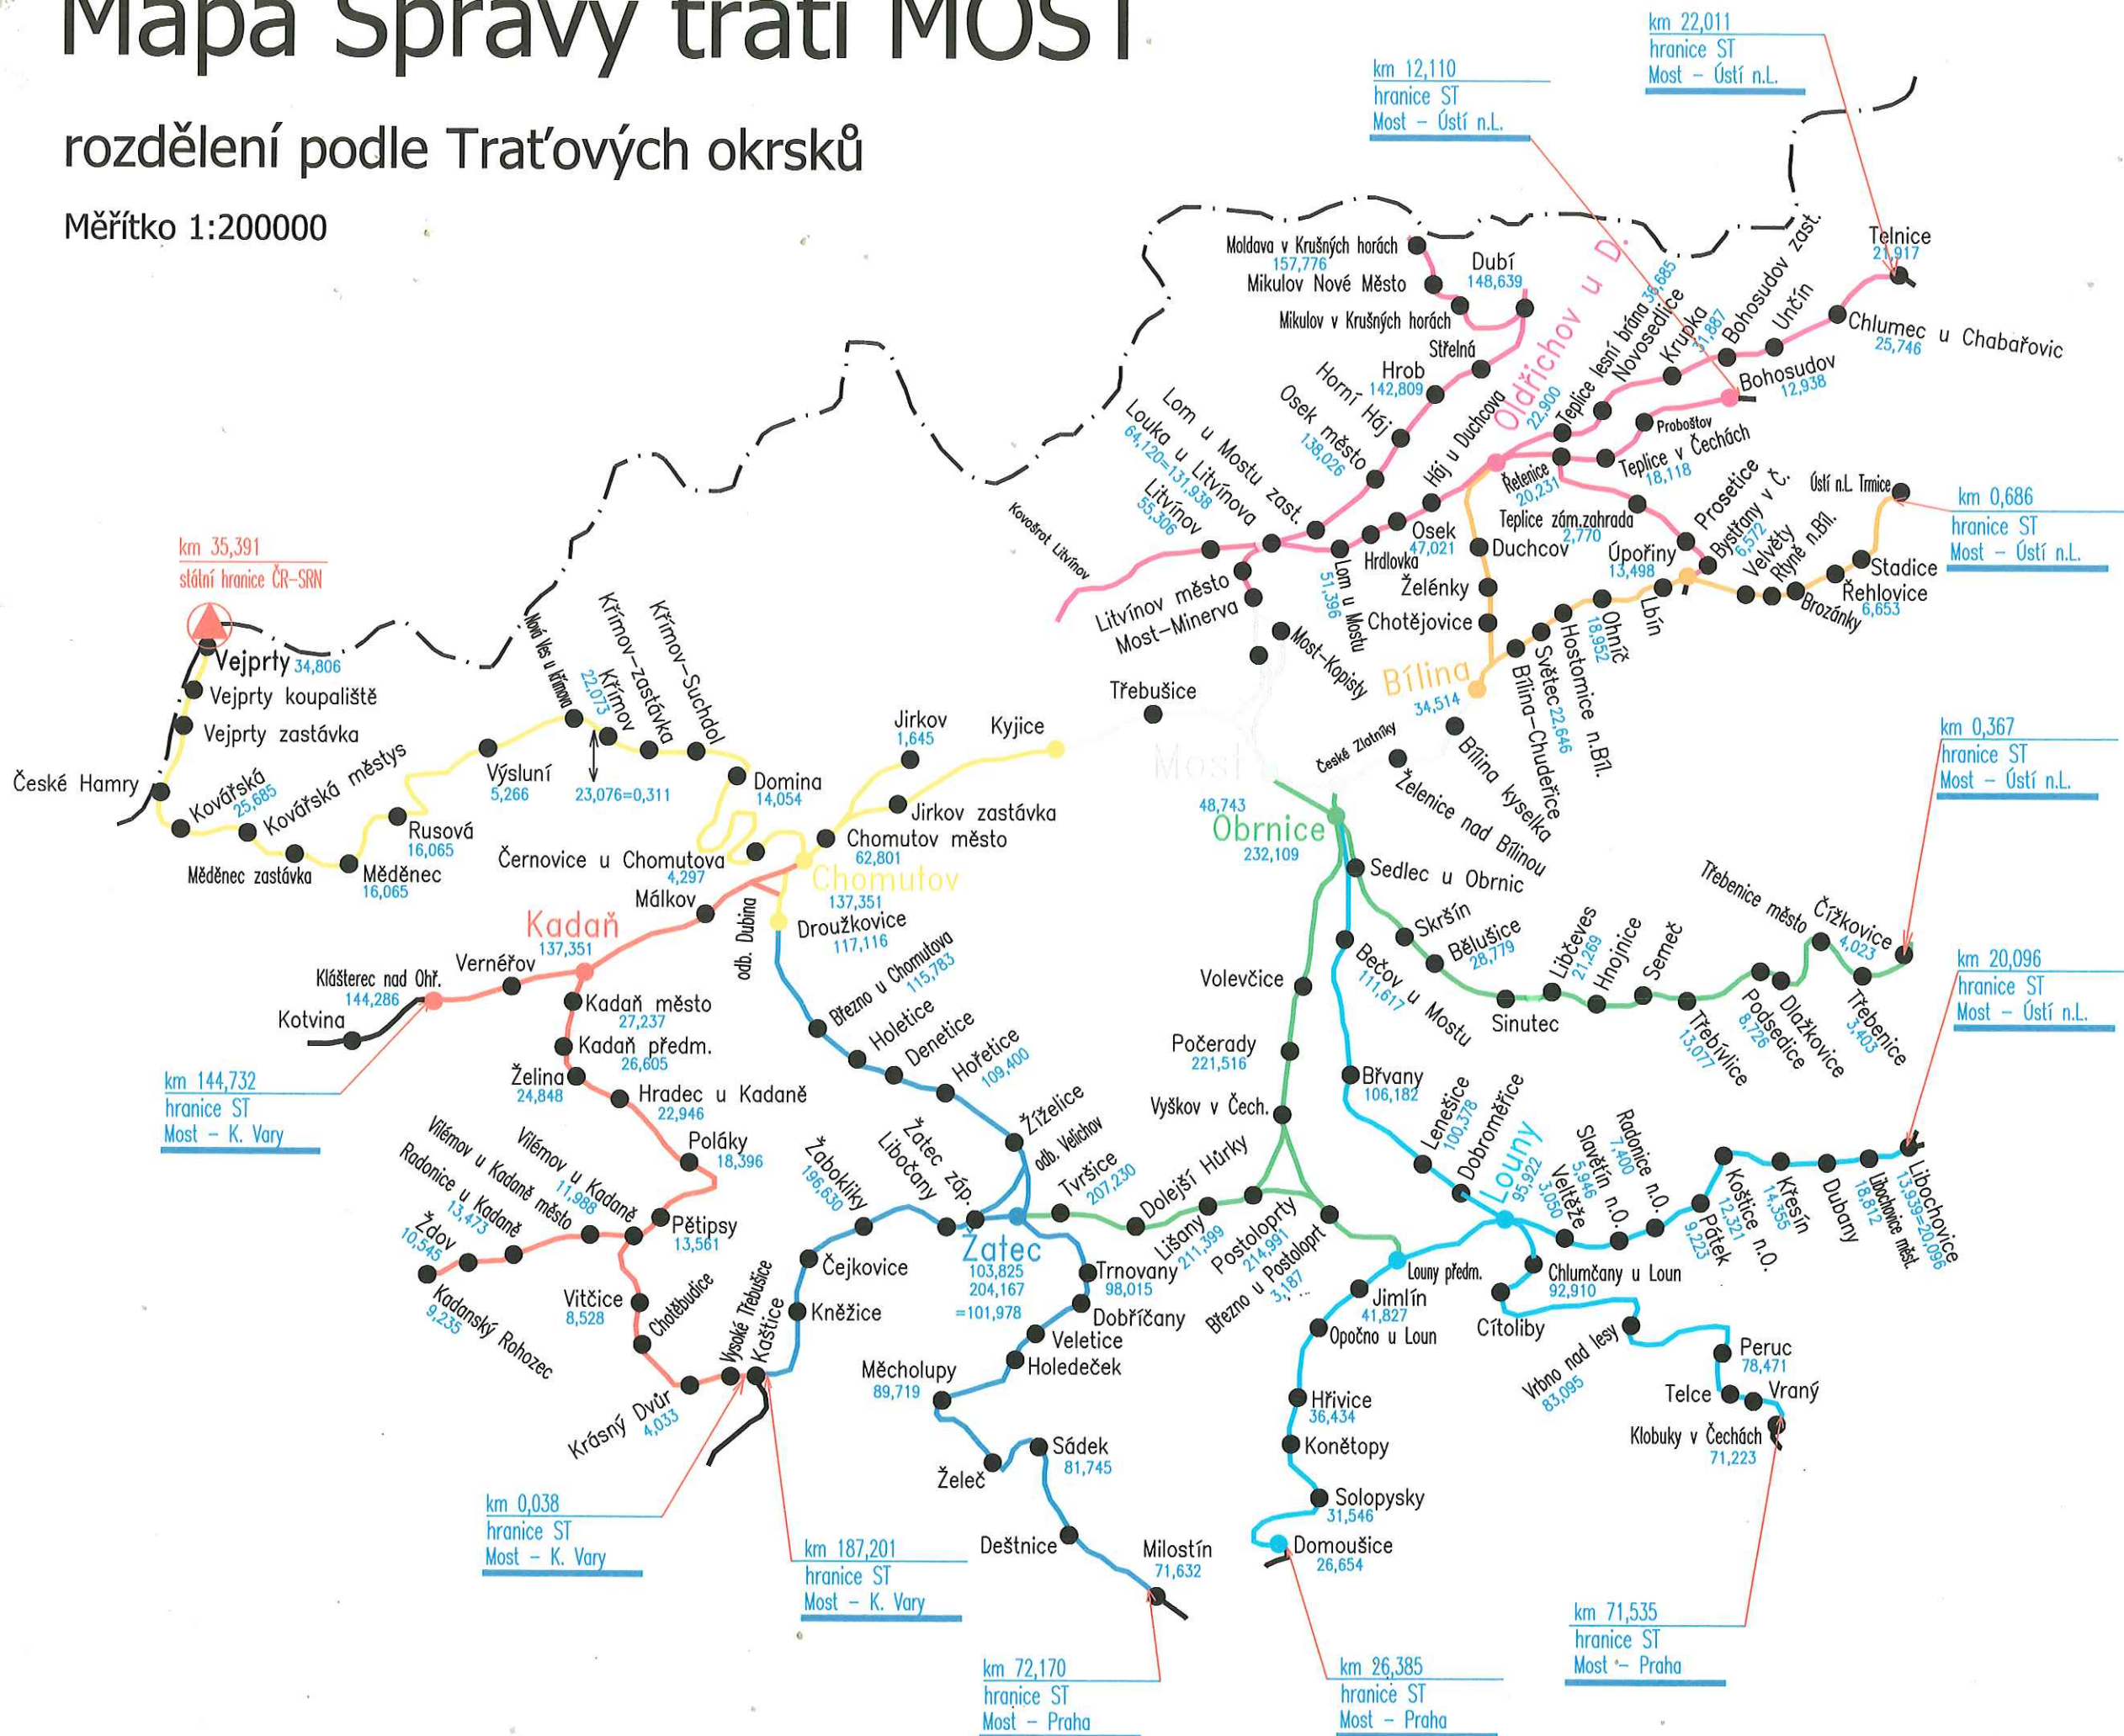 Mapa Správy tratí MOST
rozdělení podle Traťových okrsků
Měřítko 1:200000
km 22,011
hranice ST
Most – Ústí n.L.
km 12,110
hranice ST
Most – Ústí n.L.
Telnice
21,917
Chlumec u Chabařovic
25,746
Unčín
Bohosudov zast.
Krupka
31,887
Novosedlice
Teplice lesní brána 36,685
Bohosudov
12,938
Proboštov
Teplice v Čechách
18,118
Řetenice
20,231
Oldřichov u D.
22,900
Moldava v Krušných horách
157,776
Mikulov Nové Město
Mikulov v Krušných horách
Dubí
148,639
Střelná
Hrob
142,809
Horní Háj
Osek město
138,026
Lom u Mostu zast.
Louka u Litvínova
64,120=131,938
Litvínov
55,306
Kovošrot Litvínov
Háj u Duchcova
Osek
47,021
Hrdlovka
Lom u Mostu
51,396
Litvínov město
Most–Minerva
Most–Kopisty
Teplice zám.zahrada
2,770
Prosetice
Bystřany v Č.
6,572
Úpořiny
13,498
Velvěty
Rtyně n.Bíl.
Brozánky
Řehlovice
6,653
Stadice
Ústí n.L. Trmice
km 0,686
hranice ST
Most – Ústí n.L.
Duchcov
Želénky
Chotějovice
Bílina
34,514
Lbín
Ohníč
18,952
Hostomice n.Bíl.
Světec 22,646
Bílina–Chudeřice
Bílina kyselka
Želenice nad Bílinou
České Zlatníky
Třebušice
Most
Kyjice
Jirkov
1,645
Jirkov zastávka
Chomutov město
62,801
Chomutov
137,351
Černovice u Chomutova
4,297
Domina
14,054
Křimov–Suchdol
Křimov–zastávka
Křimov
22,073
23,076=0,311
Nová Ves u Křimova
Výsluní
5,266
Rusová
16,065
Měděnec
16,065
Měděnec zastávka
Kovářská městys
Kovářská
25,685
České Hamry
Vejprty zastávka
Vejprty koupaliště
Vejprty 34,806
km 35,391
státní hranice ČR–SRN
Málkov
odb. Dubina
Droužkovice
117,116
Kadaň
137,351
Vernéřov
Klášterec nad Ohř.
144,286
Kotvina
km 144,732
hranice ST
Most – K. Vary
Kadaň město
27,237
Kadaň předm.
26,605
Želina
24,848
Hradec u Kadaně
22,946
Poláky
18,396
Pětipsy
13,561
Vilémov u Kadaně
11,988
Vilémov u Kadaně město
Radonice u Kadaně
13,473
Ždov
10,545
Kadanský Rohozec
9,235
Vitčice
8,528
Chotěbudice
Krásný Dvůr
4,033
Vysoké Třebušice
Kaštice
km 0,038
hranice ST
Most – K. Vary
km 187,201
hranice ST
Most – K. Vary
Kněžice
Čejkovice
Žabokliky
196,630
Libočany
Žatec záp.
Žatec
103,825
204,167
=101,978
Březno u Chomutova
115,783
Holetice
Denetice
Hořetice
109,400
Žíželice
odb. Velichov
Tvršice
207,230
Dolejší Hůrky
Lišany
211,399
Postoloprty
214,991
Březno u Postoloprt
3,187
Trnovany
98,015
Dobříčany
Veletice
Holedeček
Měcholupy
89,719
Želeč
Sádek
81,745
Deštnice
Milostín
71,632
km 72,170
hranice ST
Most – Praha
48,743
Obrnice
232,109
Sedlec u Obrnic
Skršín
Bělušice
28,779
Sinutec
Libčeves
21,269
Hnojnice
Semeč
Třebívlice
13,077
Podsedice
8,726
Dlažkovice
Třebenice město
Třebenice
3,403
Čížkovice
4,023
km 0,367
hranice ST
Most – Ústí n.L.
km 20,096
hranice ST
Most – Ústí n.L.
Volevčice
Počerady
221,516
Vyškov v Čech.
Bečov u Mostu
111,617
Břvany
106,182
Lenešice
100,378
Dobroměřice
Louny
95,922
3,050
Veltěže
Slavětín n.O.
5,946
Radonice n.O.
7,400
Pátek
9,223
Koštice n.O.
12,321
Křesín
14,355
Dubany
Libochovice měst.
18,812
Libochovice
13,939=20,096
Louny předm.
Jimlín
41,827
Opočno u Loun
Hřivice
36,434
Konětopy
Solopysky
31,546
Domoušice
26,654
km 26,385
hranice ST
Most – Praha
Chlumčany u Loun
92,910
Cítoliby
Vrbno nad lesy
83,095
Peruc
78,471
Telce
Vraný
Klobuky v Čechách
71,223
km 71,535
hranice ST
Most – Praha